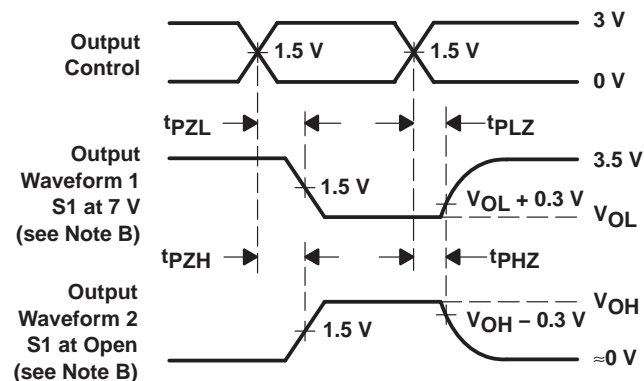 3 V
Output
Control
1.5 V
1.5 V
0 V
tPZL
tPLZ
Output
Waveform 1
S1 at 7 V
(see Note B)
3.5 V
1.5 V
VOL + 0.3 V
VOL
tPZH
tPHZ
Output
Waveform 2
S1 at Open
(see Note B)
VOH
VOH − 0.3 V
1.5 V
≈0 V